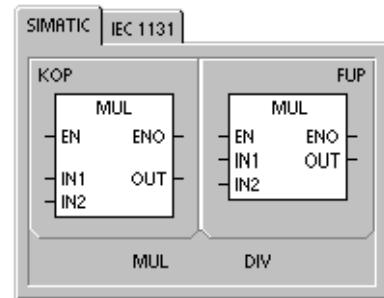 SIMATIC IEC 1131
KOP FUP
MUL MUL
EN ENO EN ENO
IN1 OUT IN1 OUT
IN2 IN2
MUL DIV